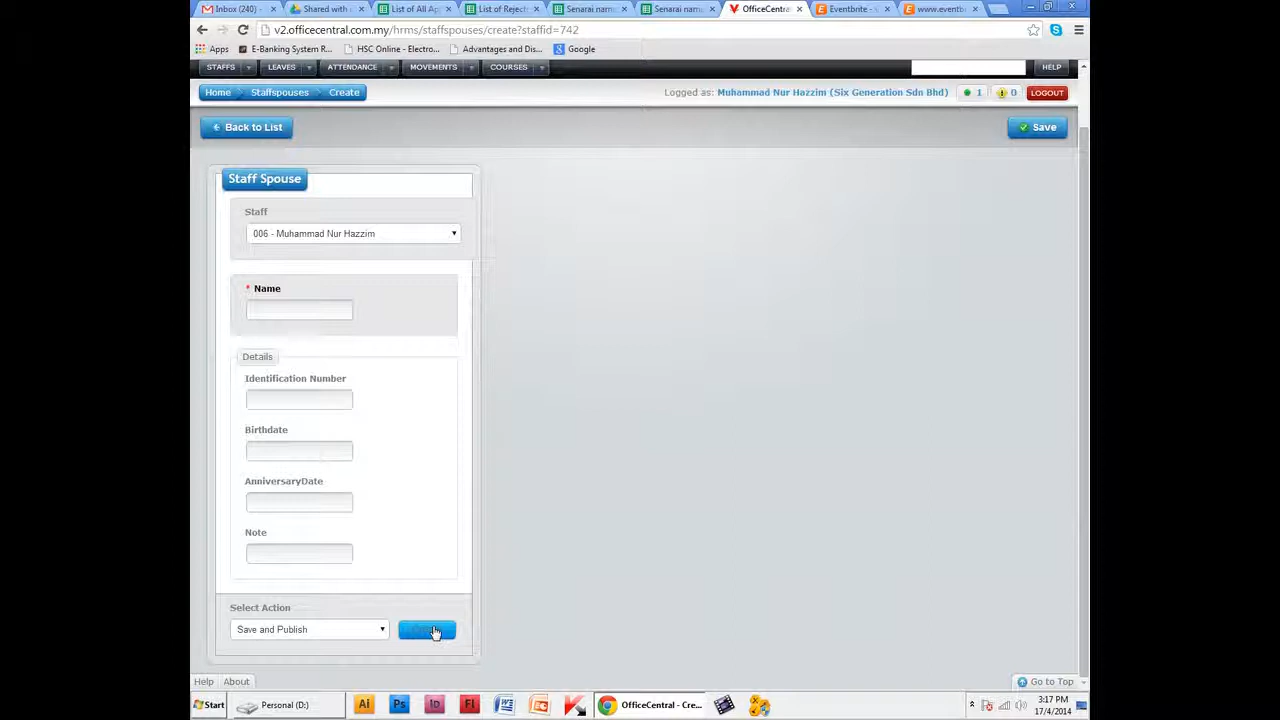 Inbox (240) -
Shared with
List of All Ap
List of Reject
Senarai nam
Senarai nam
OfficeCentral
Eventbrite -
www.eventb
v2.officecentral.com.my/hrms/staffspouses/create?staffid=742
Apps
E-Banking System R...
HSC Online - Electro...
Advantages and Dis...
Google
STAFFS
LEAVES
ATTENDANCE
MOVEMENTS
COURSES
HELP
Home
Staffspouses
Create
Logged as: Muhammad Nur Hazzim (Six Generation Sdn Bhd)
1
0
LOGOUT
Back to List
Save
Staff Spouse
Staff
006 - Muhammad Nur Hazzim
* Name
Details
Identification Number
Birthdate
AnniversaryDate
Note
Select Action
Save and Publish
Help
About
Go to Top
Start
Personal (D:)
Ai
Ps
Id
Fl
OfficeCentral - Cre...
3:17 PM
17/4/2014